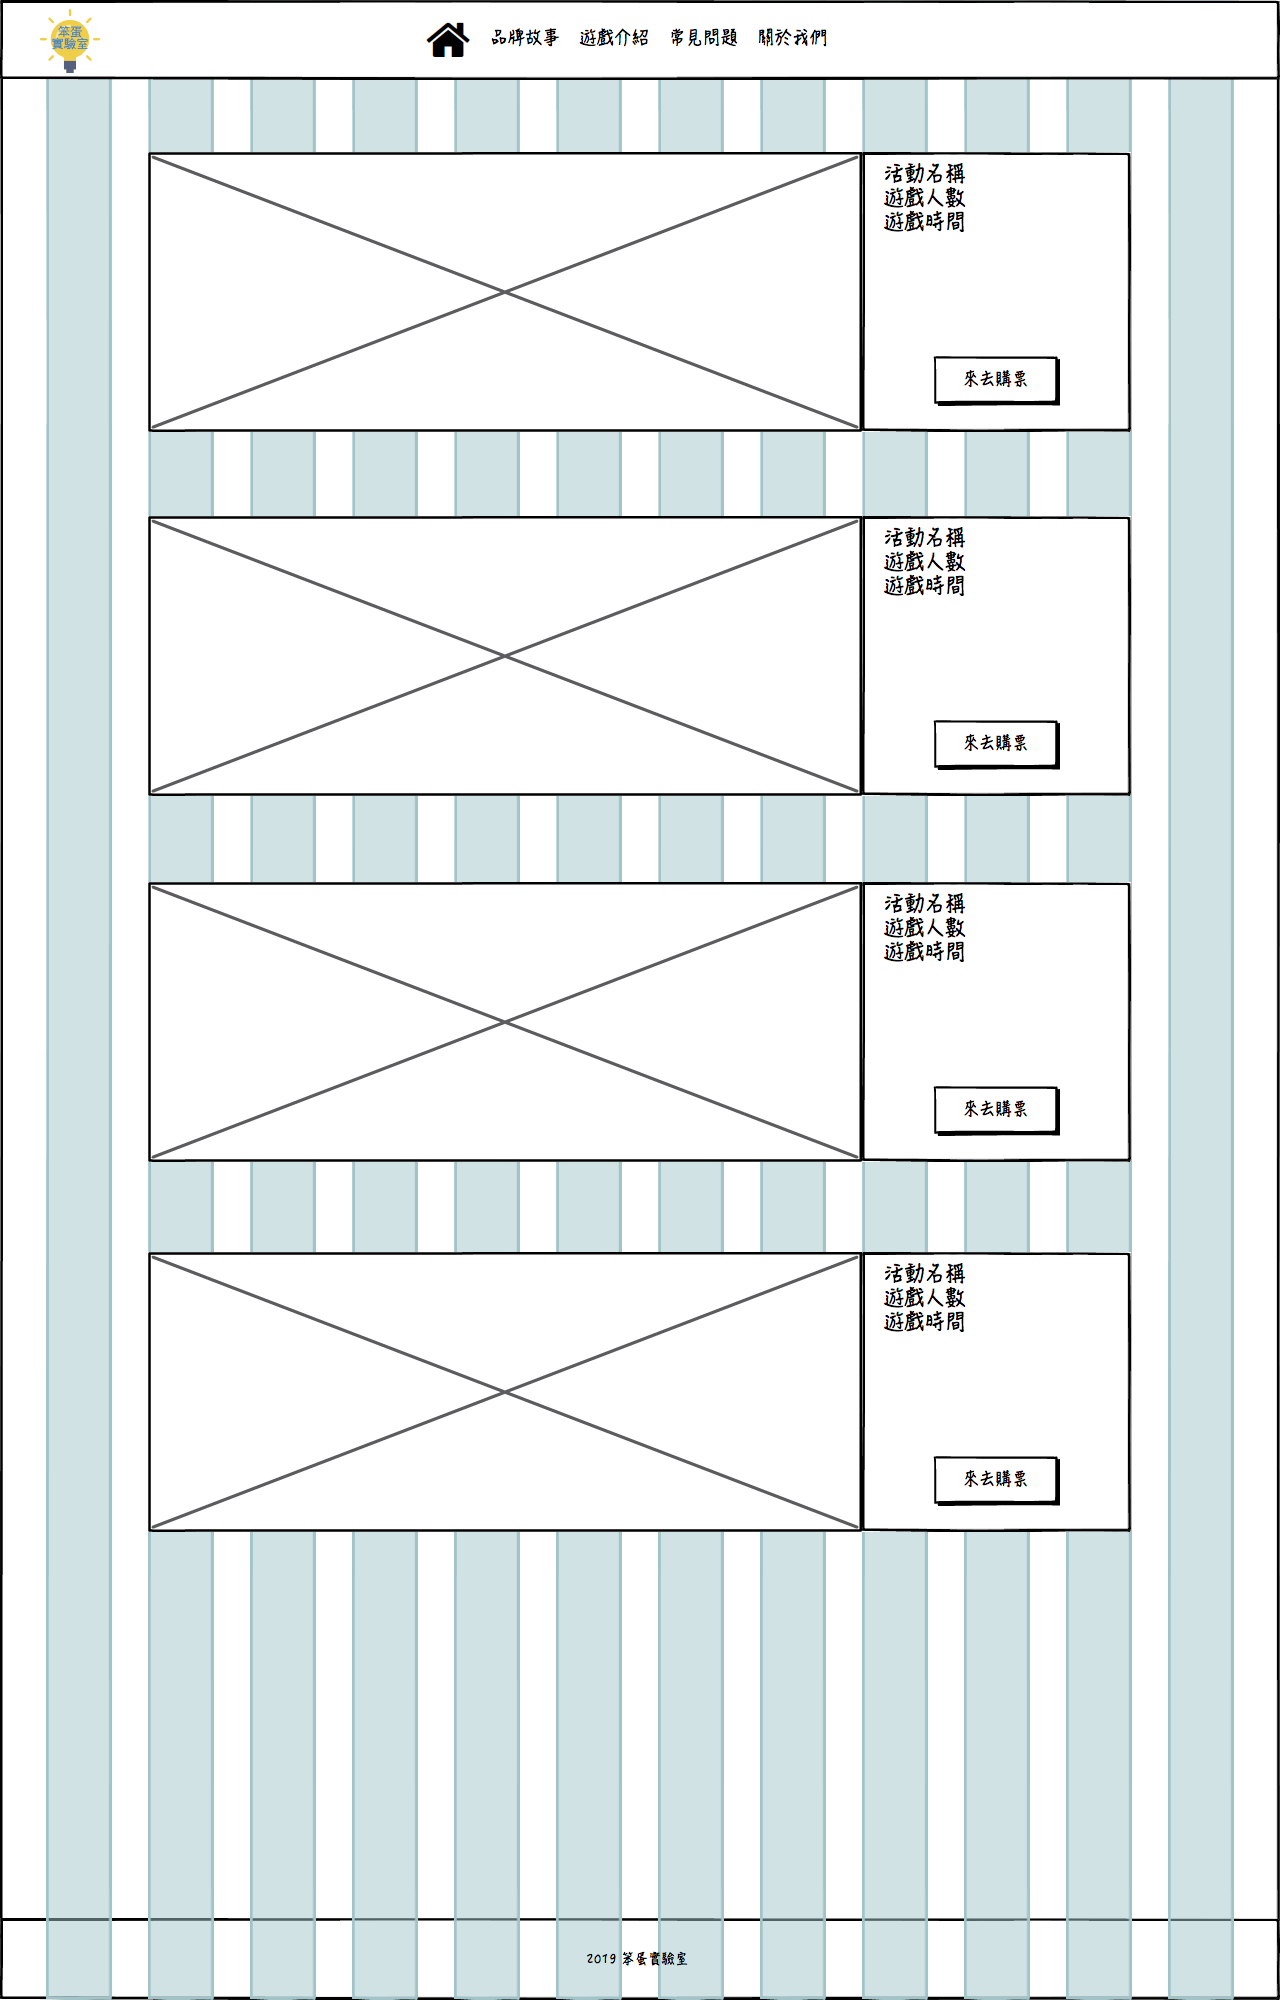 笨蛋
實驗室
品牌故事 遊戲介紹 常見問題 關於我們
活動名稱
遊戲人數
遊戲時間
來去購票
活動名稱
遊戲人數
遊戲時間
來去購票
活動名稱
遊戲人數
遊戲時間
來去購票
活動名稱
遊戲人數
遊戲時間
來去購票
2019 笨蛋實驗室